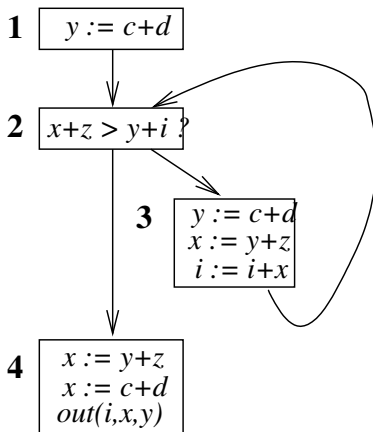 1
y := c+d
2
x+z > y+i ?
3
y := c+d
x := y+z
i := i+x
4
x := y+z
x := c+d
out(i,x,y)